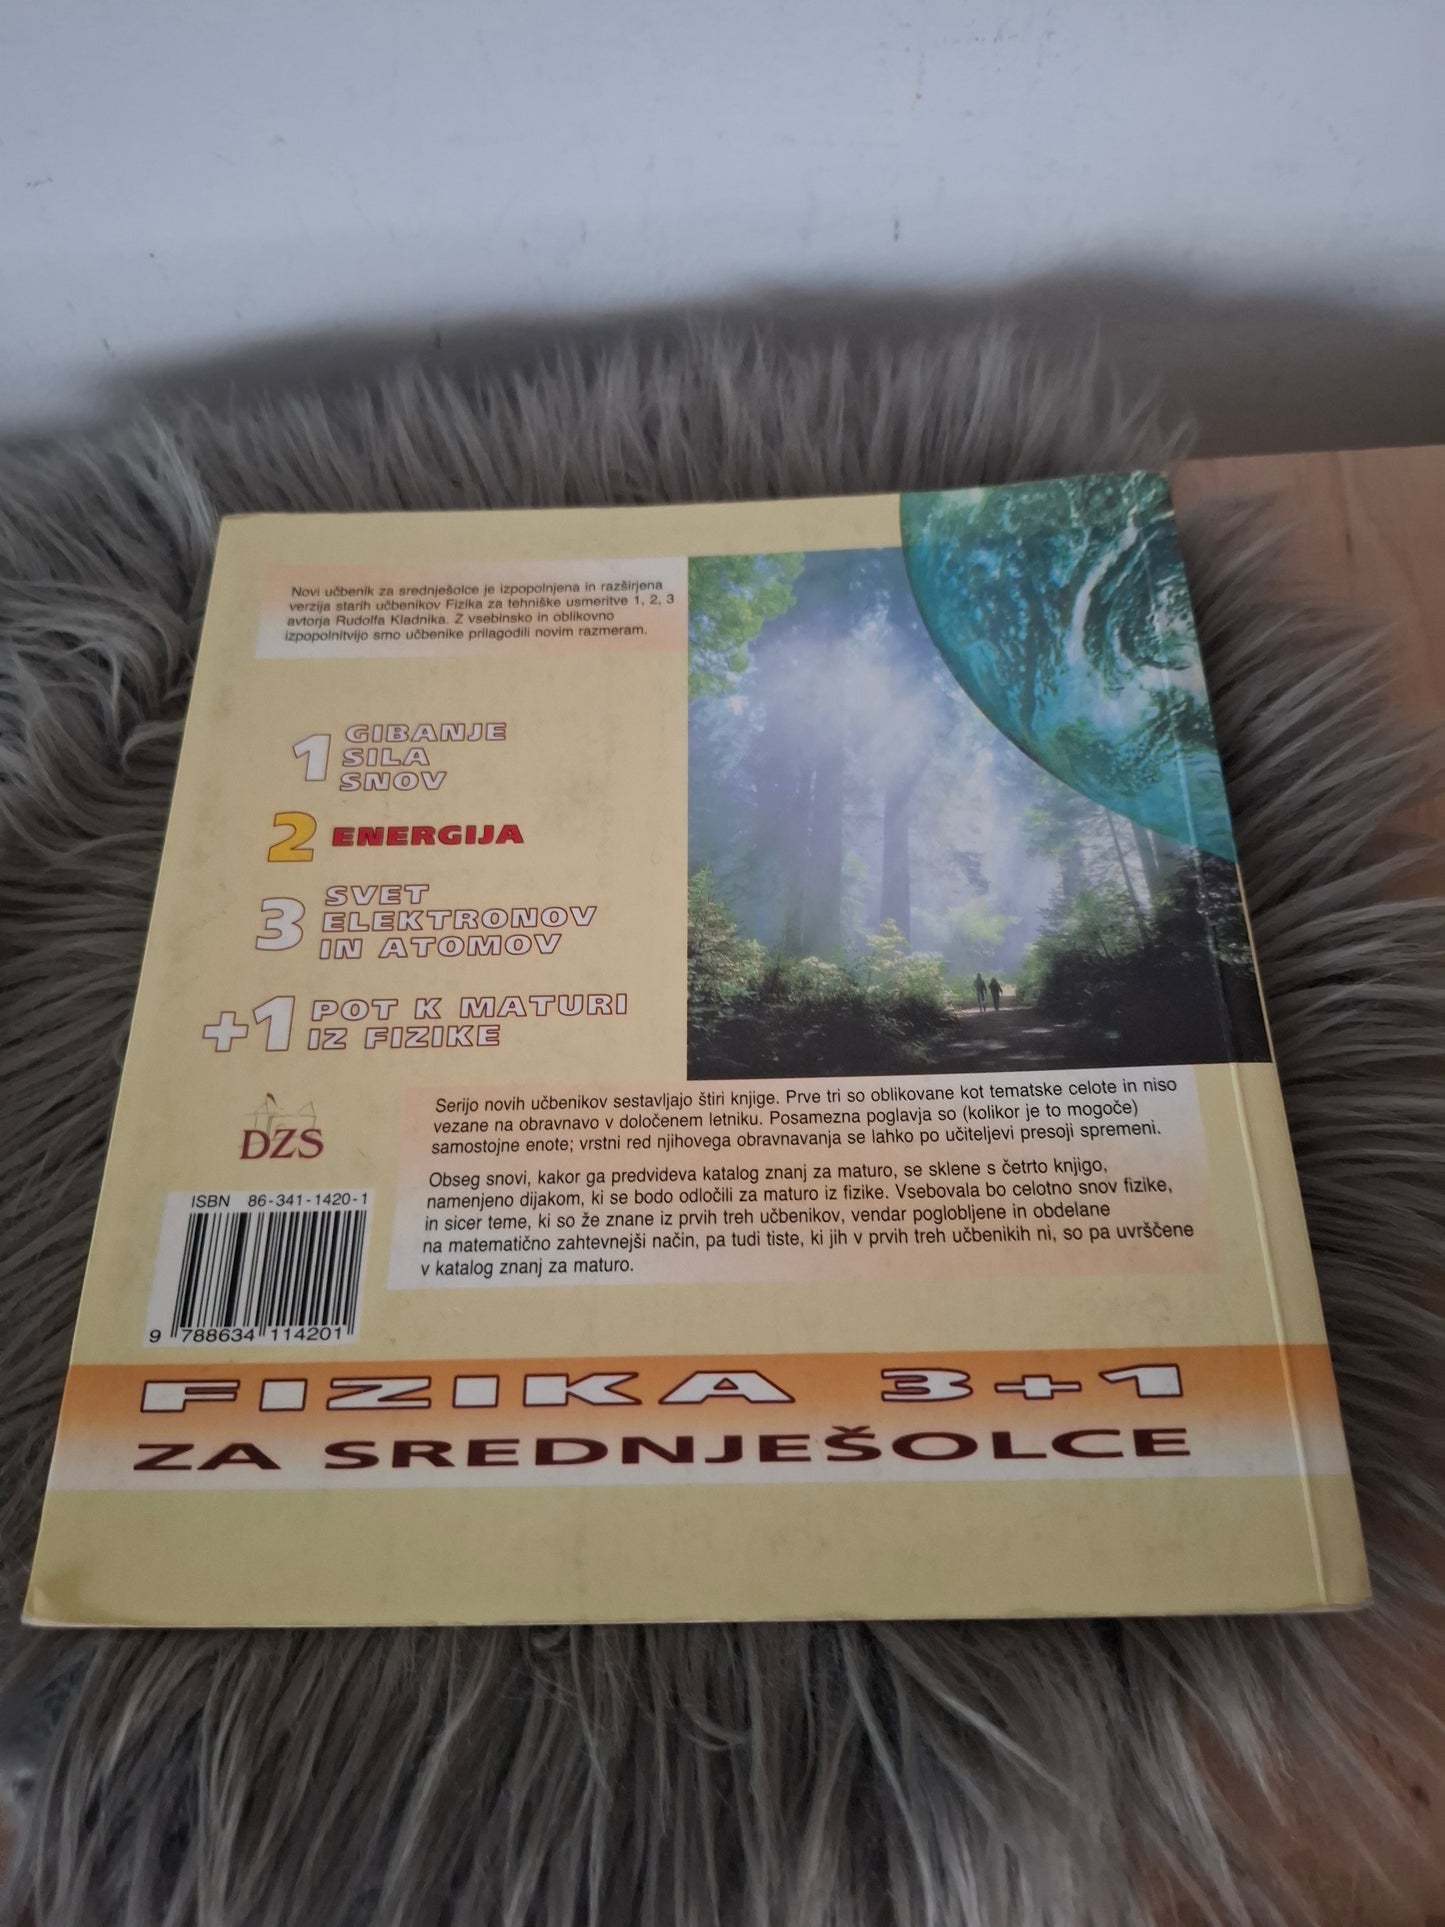 Novi učbenik za srednješolce je izpopolnjena in razširjena
verzija starih učbenikov Fizika za tehniške usmeritve 1, 2, 3
avtorja Rudolfa Kladnika. Z vsebinsko in oblikovno
izpopolnitvijo smo učbenike prilagodili novim razmeram.
1 GIBANJE
SILA
SNOV
2 ENERGIJA
3 SVET
ELEKTRONOV
IN ATOMOV
+1 POT K MATURI
IZ FIZIKE
Serijo novih učbenikov sestavljajo štiri knjige. Prve tri so oblikovane kot tematske celote in niso
vezane na obravnavo v določenem letniku. Posamezna poglavja so (kolikor je to mogoče)
samostojne enote; vrstni red njihovega obravnavanja se lahko po učiteljevi presoji spremeni.
Obseg snovi, kakor ga predvideva katalog znanj za maturo, se sklene s četrto knjigo,
namenjeno dijakom, ki se bodo odločili za maturo iz fizike. Vsebovala bo celotno snov fizike,
in sicer teme, ki so že znane iz prvih treh učbenikov, vendar poglobljene in obdelane
na matematično zahtevnejši način, pa tudi tiste, ki jih v prvih treh učbenikih ni, so pa uvrščene
v katalog znanj za maturo.
DZS
ISBN 86-341-1420-1
9 788634 114201
FIZIKA 3+1
ZA SREDNJEŠOLCE